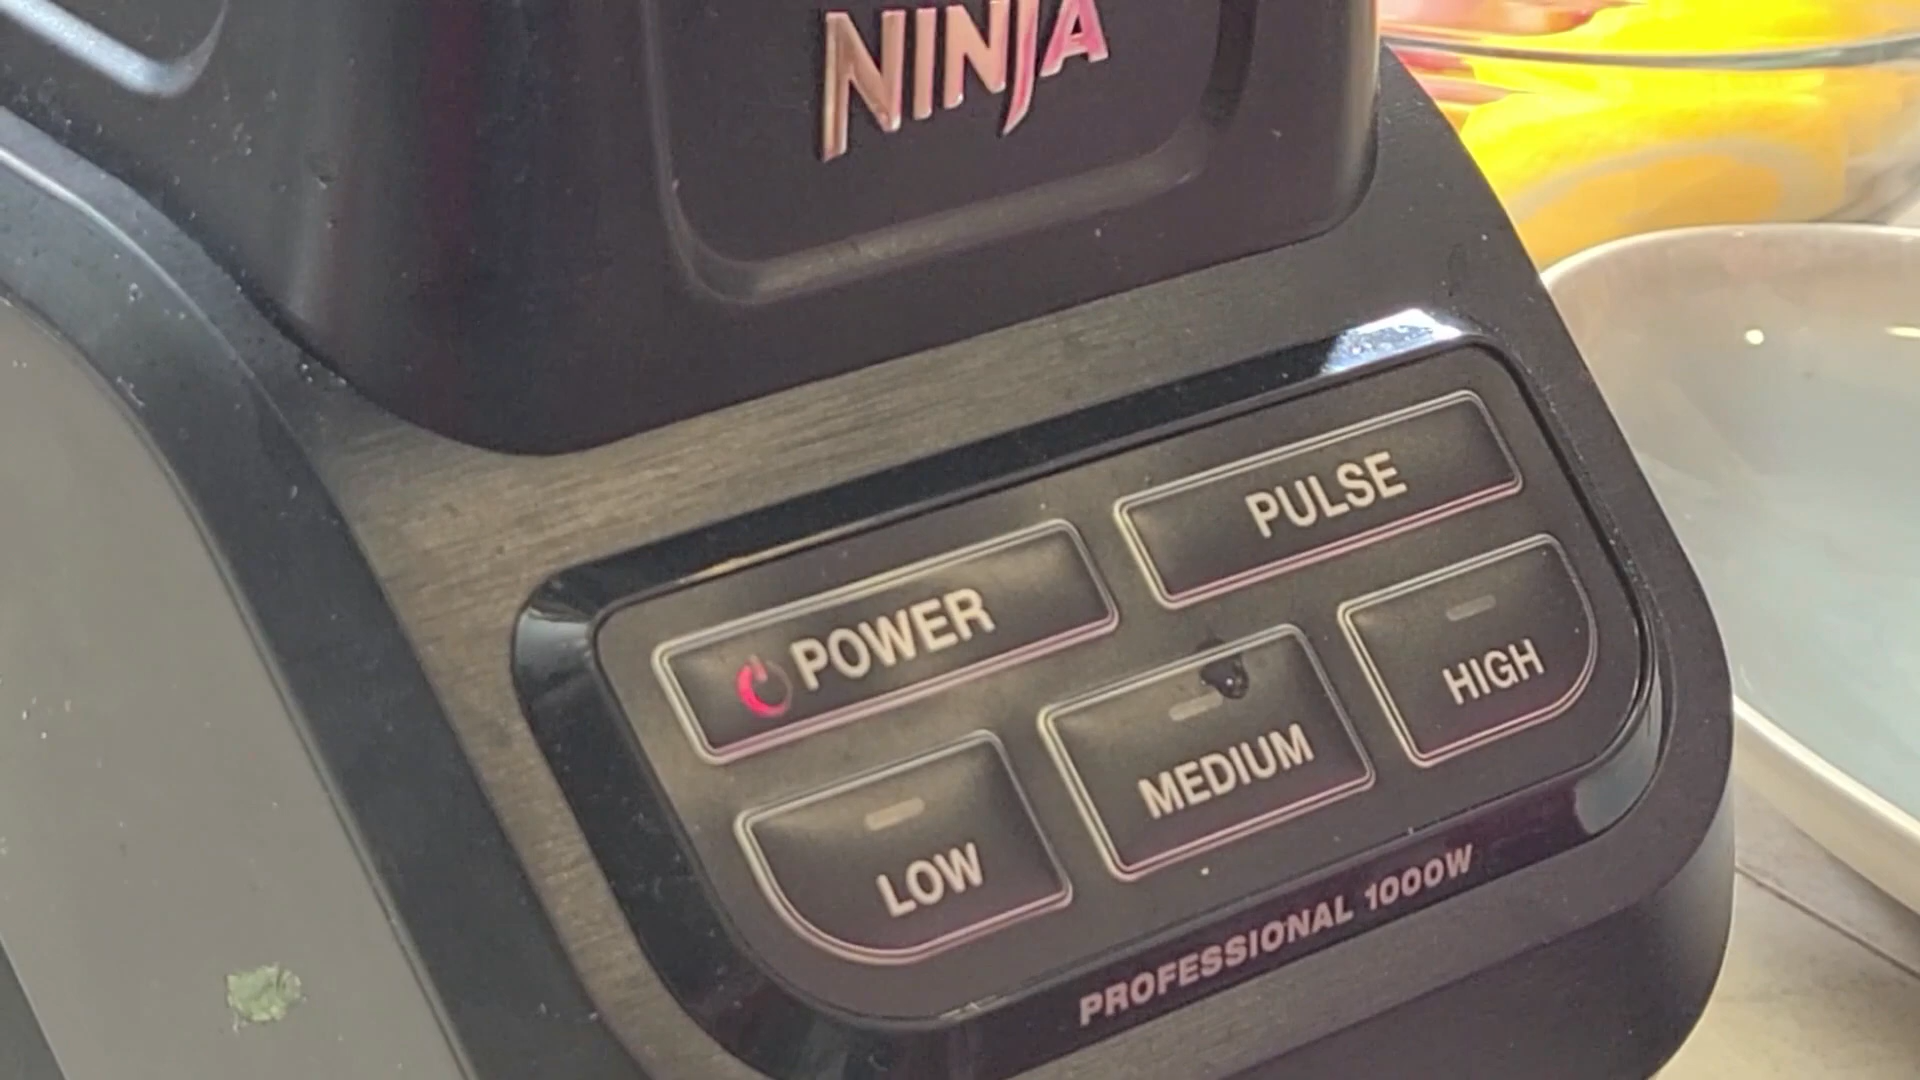 NINJA
PULSE
POWER
HIGH
MEDIUM
LOW
PROFESSIONAL 1000W